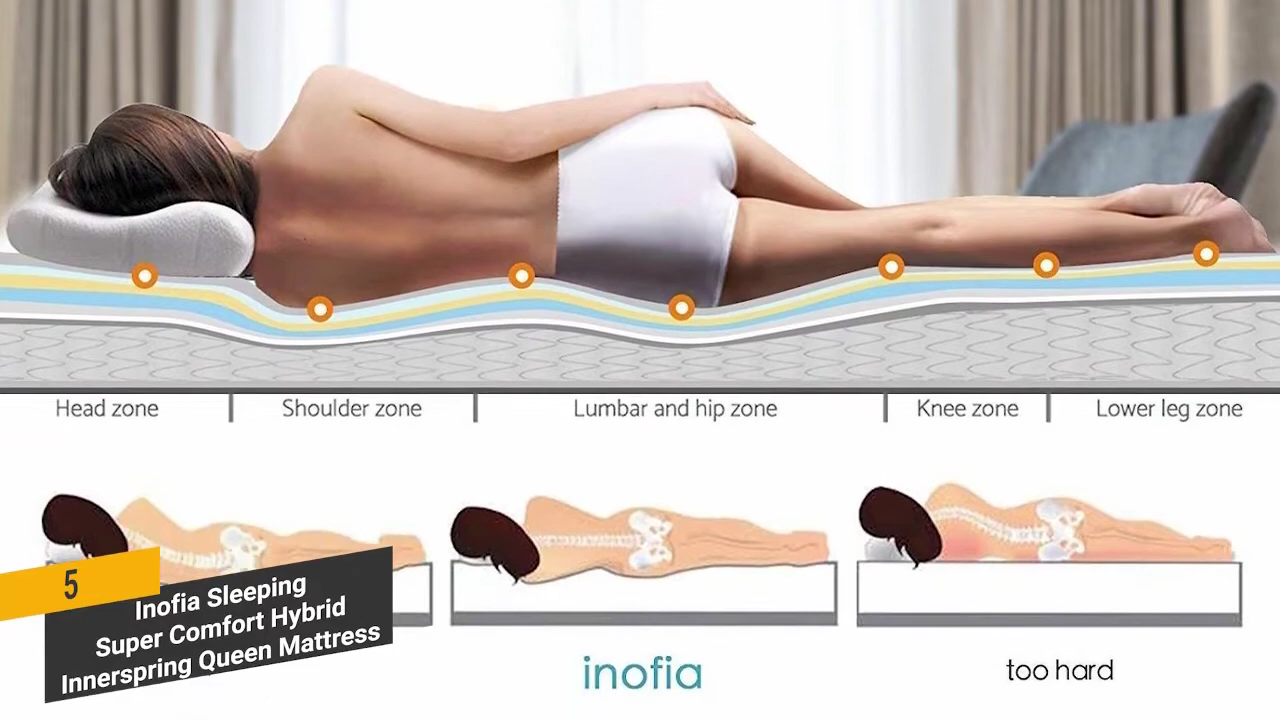 Head zone
Shoulder zone
Lumbar and hip zone
Knee zone
Lower leg zone
5
Inofia Sleeping
Super Comfort Hybrid
Innerspring Queen Mattress
inofia
too hard